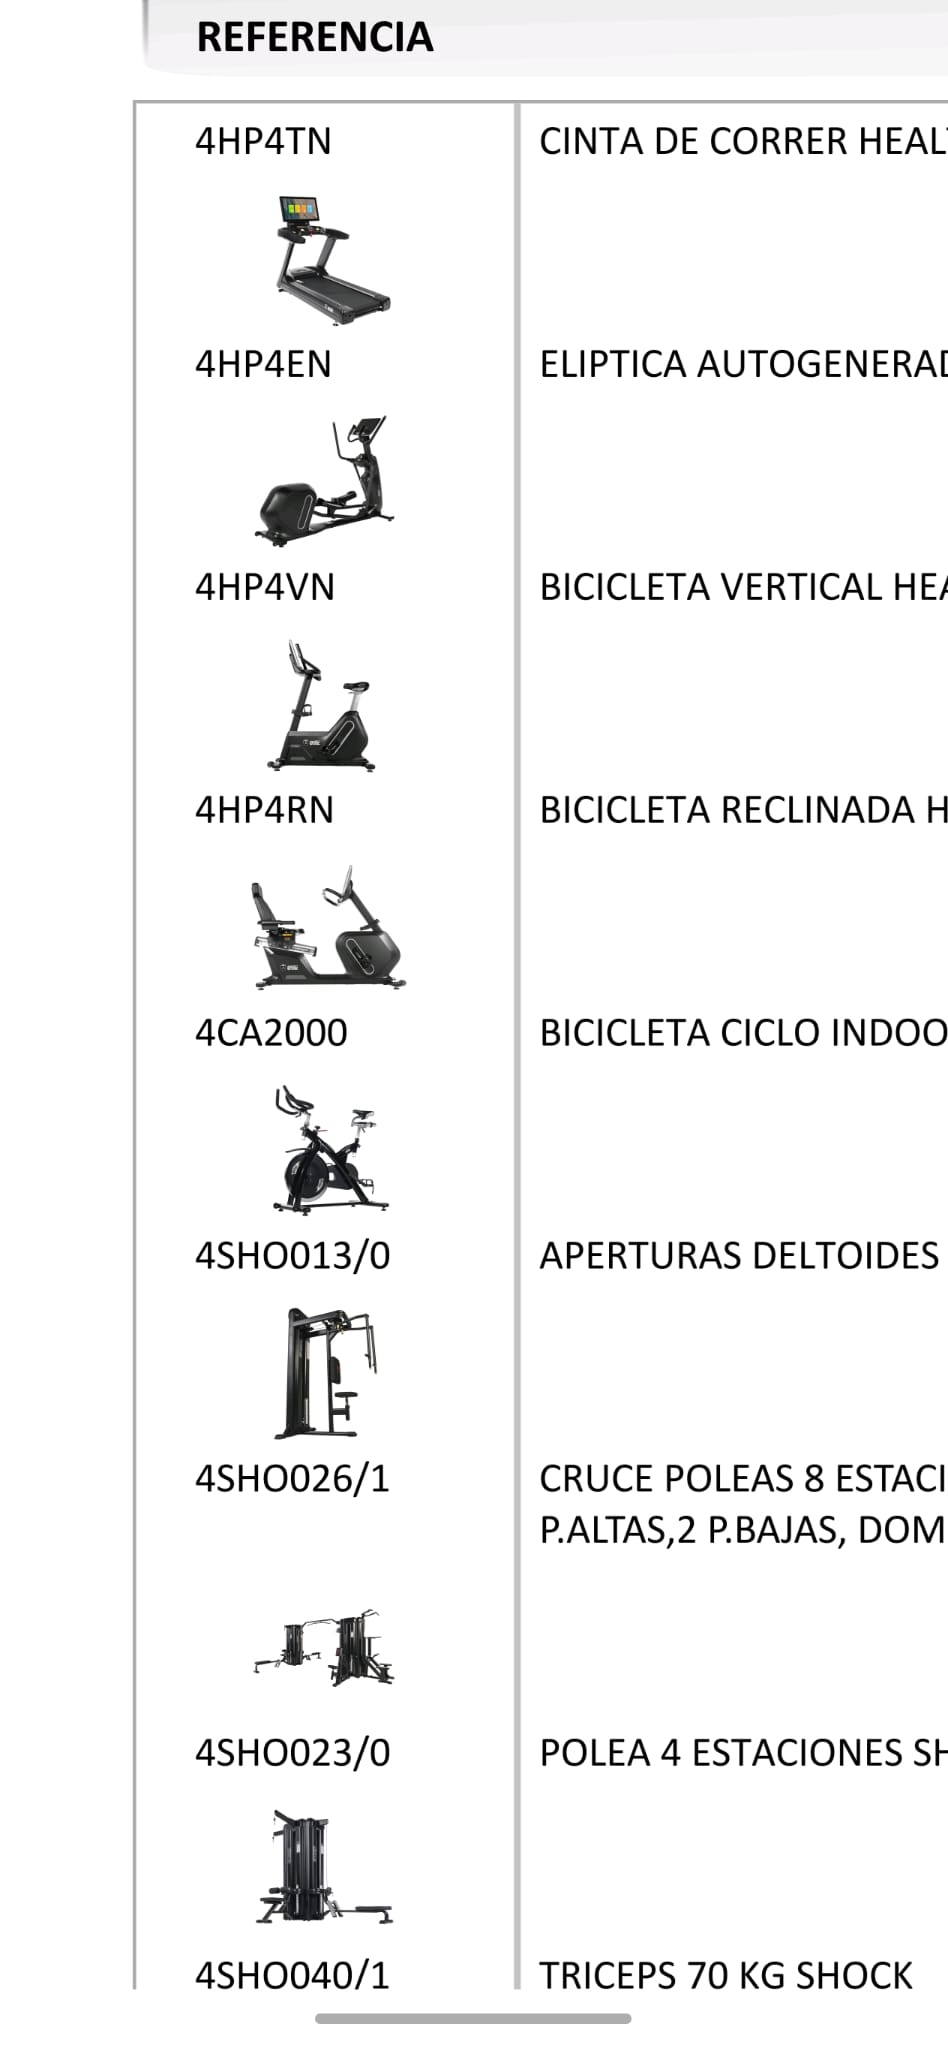 REFERENCIA
4HP4TN CINTA DE CORRER HEAL
4HP4EN ELIPTICA AUTOGENERAD
4HP4VN BICICLETA VERTICAL HEA
4HP4RN BICICLETA RECLINADA H
4CA2000 BICICLETA CICLO INDOO
4SHO013/0 APERTURAS DELTOIDES
4SHO026/1 CRUCE POLEAS 8 ESTACI
P.ALTAS,2 P.BAJAS, DOM
4SHO023/0 POLEA 4 ESTACIONES SH
4SHO040/1 TRICEPS 70 KG SHOCK